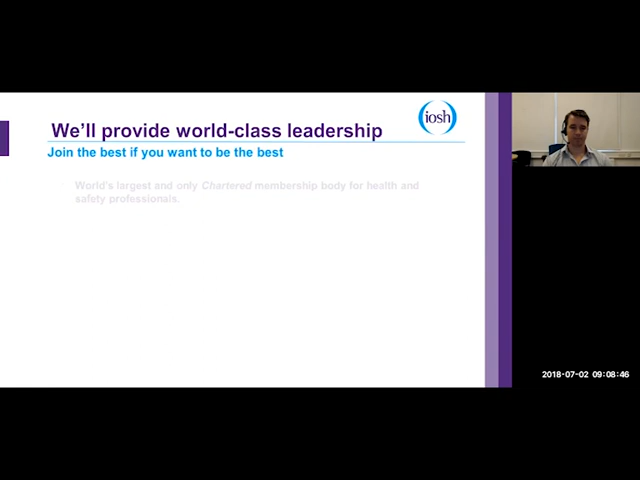 iosh
We'll provide world-class leadership
Join the best if you want to be the best
World's largest and only Chartered membership body for health and
safety professionals.
2018-07-02 09:08:46